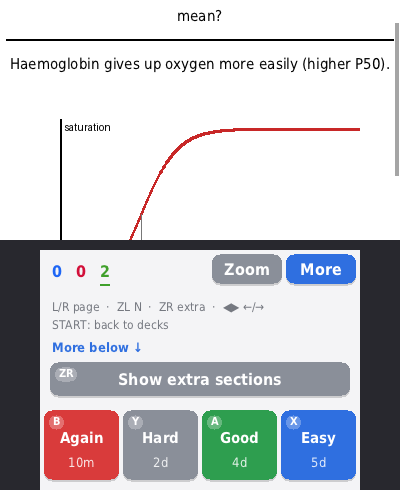 mean?
Haemoglobin gives up oxygen more easily (higher P50).
saturation
0 0 2
Zoom
More
L/R page · ZL N · ZR extra · ◀▶ ←/→
START: back to decks
More below ↓
ZR Show extra sections
B Again 10m
Y Hard 2d
A Good 4d
X Easy 5d